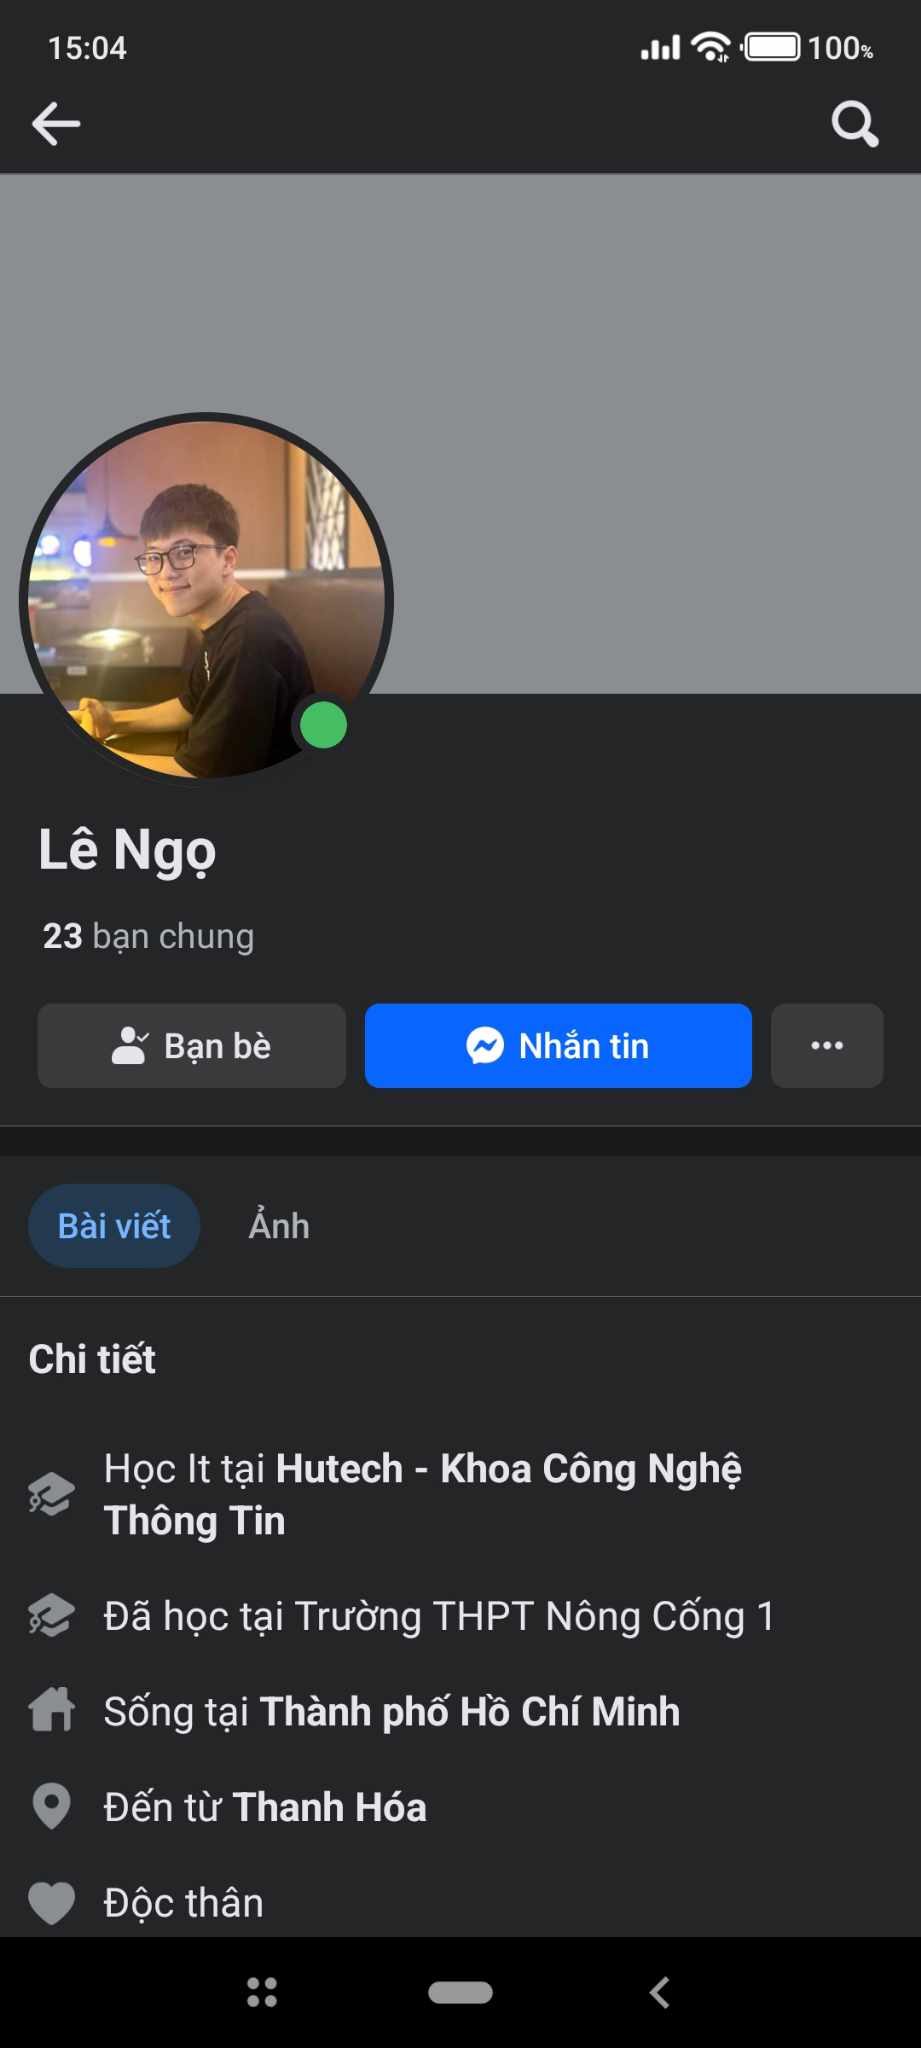 15:04
100%
Lê Ngọ
23 bạn chung
Bạn bè
Nhắn tin
Bài viết
Ảnh
Chi tiết
Học It tại Hutech - Khoa Công Nghệ
Thông Tin
Đã học tại Trường THPT Nông Cống 1
Sống tại Thành phố Hồ Chí Minh
Đến từ Thanh Hóa
Độc thân